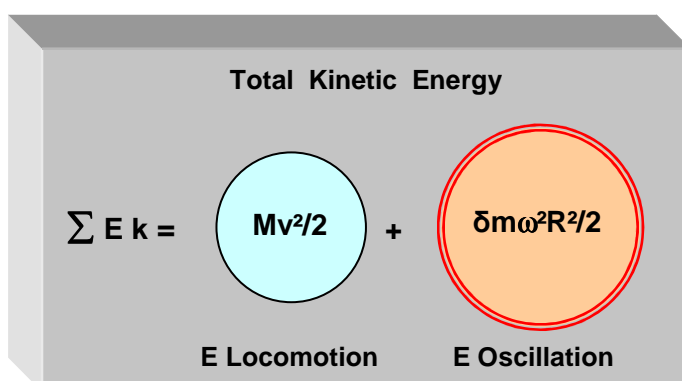 Total Kinetic Energy
∑ E k = Mv²/2 + δmω²R²/2
E Locomotion E Oscillation